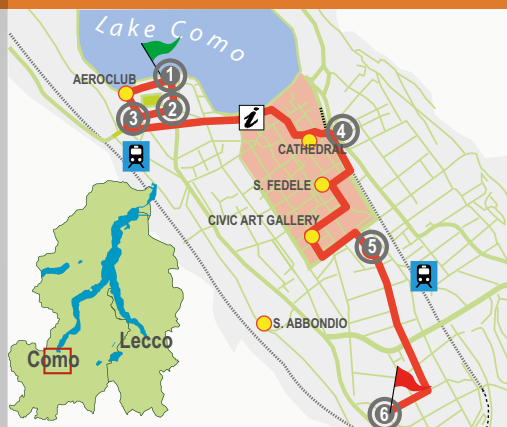 Lake Como
AEROCLUB
1
2
3
i
4
CATHEDRAL
S. FEDELE
CIVIC ART GALLERY
5
S. ABBONDIO
Lecco
Como
6